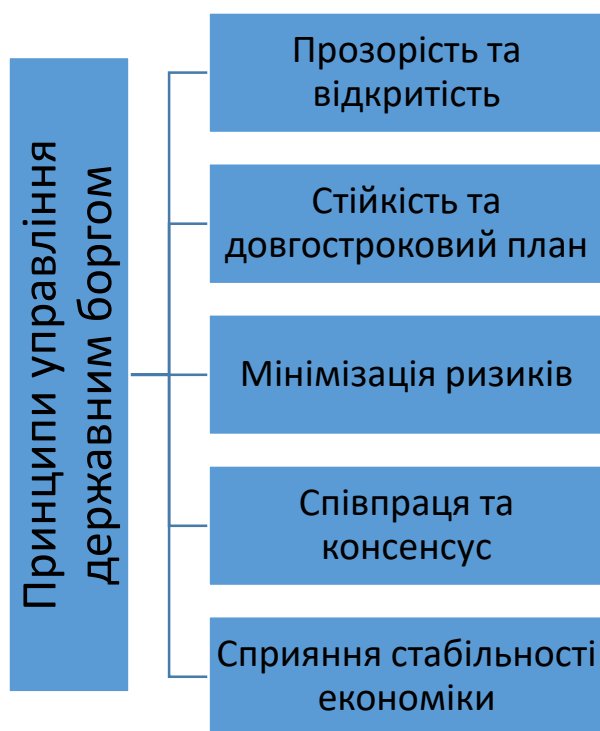 Принципи управління
державним боргом
Прозорість та
відкритість
Стійкість та
довгостроковий план
Мінімізація ризиків
Співпраця та
консенсус
Сприяння стабільності
економіки